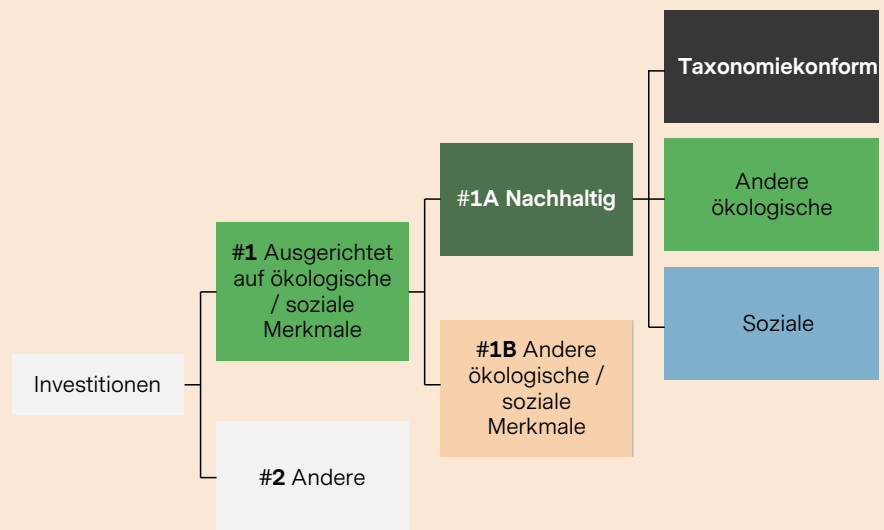 Investitionen
#1 Ausgerichtet
auf ökologische
/ soziale
Merkmale
#2 Andere
#1A Nachhaltig
#1B Andere
ökologische /
soziale
Merkmale
Taxonomiekonform
Andere
ökologische
Soziale